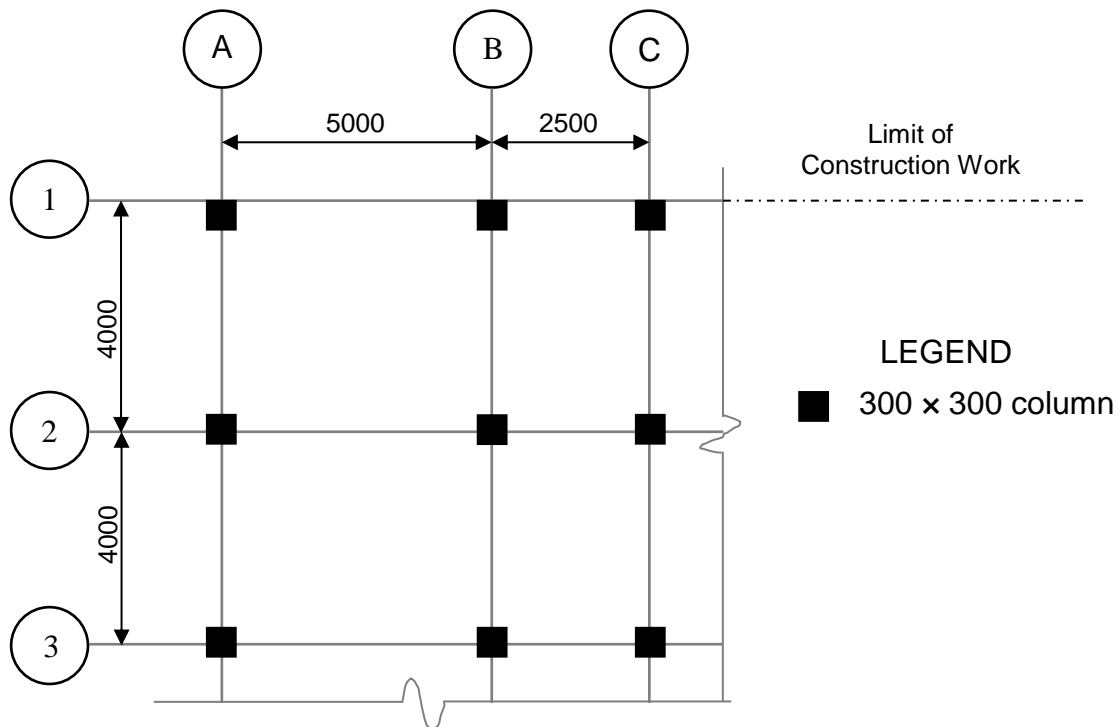 A
B
C
5000
2500
Limit of
Construction Work
1
4000
LEGEND
300 × 300 column
2
4000
3